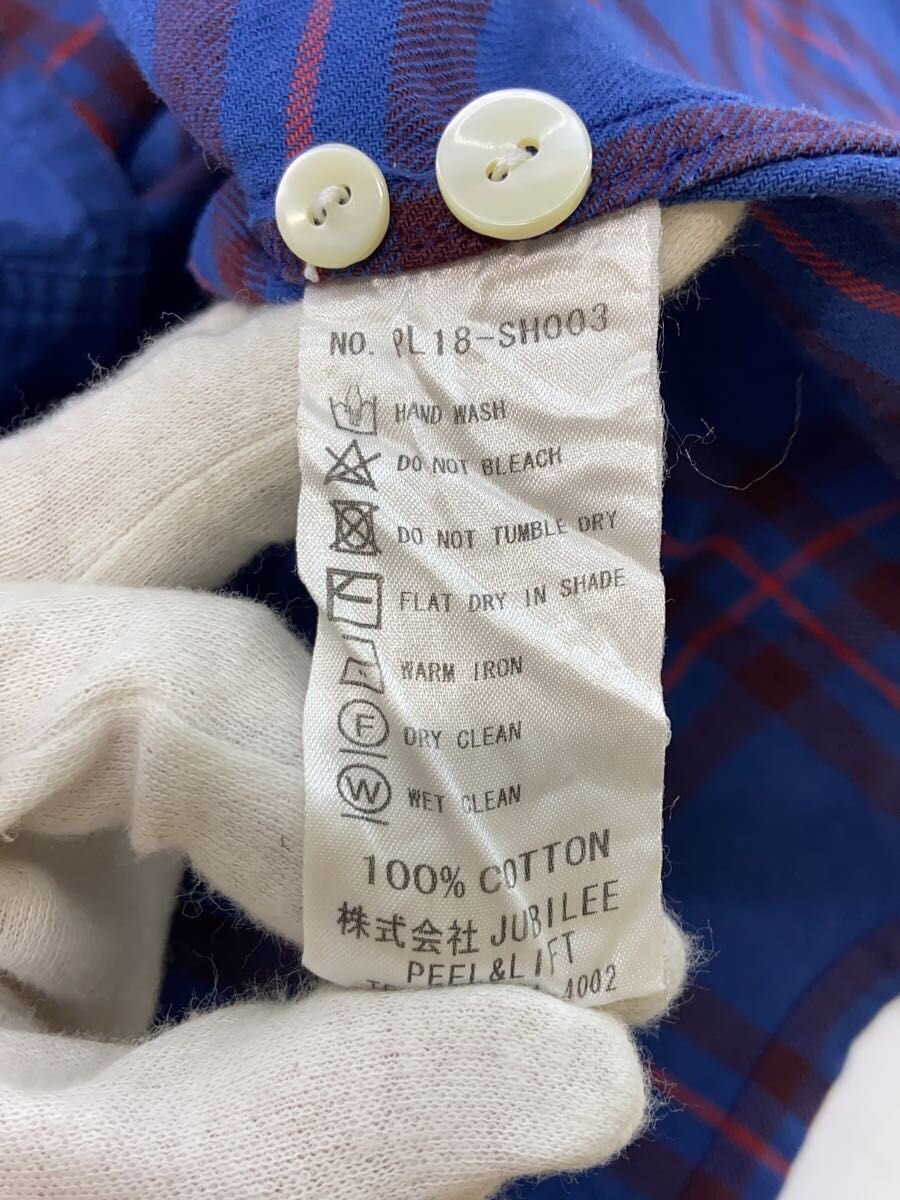 NO. PL18-SH003
HAND WASH
DO NOT BLEACH
DO NOT TUMBLE DRY
FLAT DRY IN SHADE
WARM IRON
F DRY CLEAN
W WET CLEAN
100% COTTON
株式会社 JUBILEE
PEEL&LIFT
4002